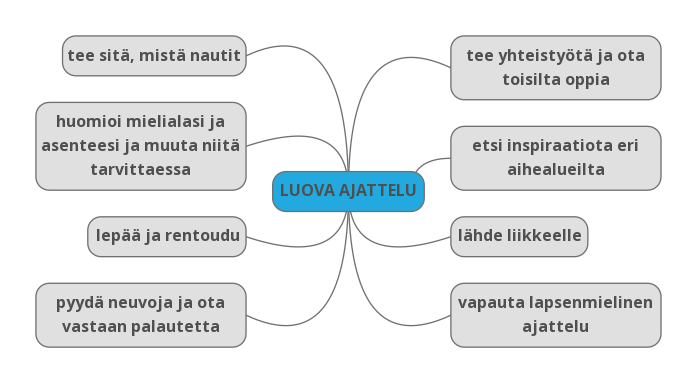 tee sitä, mistä nautit
huomioi mielialasi ja
asenteesi ja muuta niitä
tarvittaessa
lepää ja rentoudu
pyydä neuvoja ja ota
vastaan palautetta
LUOVA AJATTELU
tee yhteistyötä ja ota
toisilta oppia
etsi inspiraatiota eri
aihealueilta
lähde liikkeelle
vapauta lapsenmielinen
ajattelu